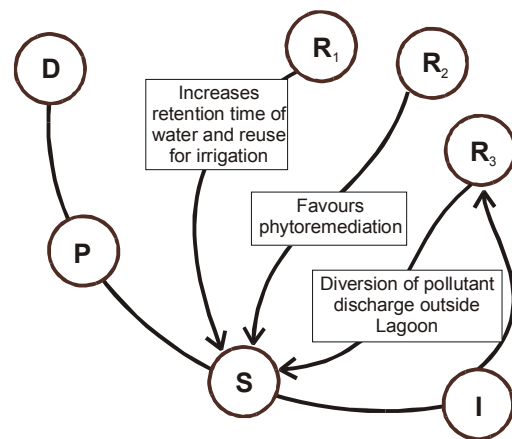 D
R1
R2
Increases
retention time of
water and reuse
for irrigation
R3
Favours
phytoremediation
P
Diversion of pollutant
discharge outside
Lagoon
S
I